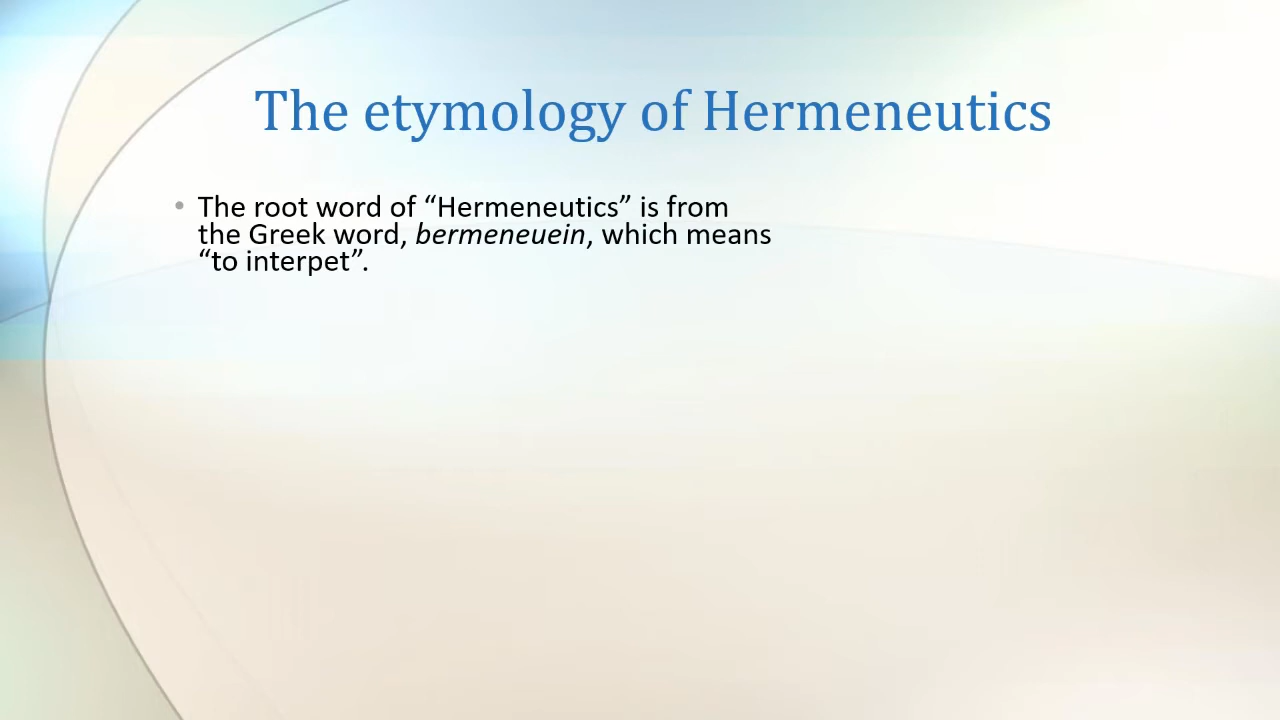 The etymology of Hermeneutics
• The root word of “Hermeneutics” is from
the Greek word, bermeneuein, which means
“to interpet”.